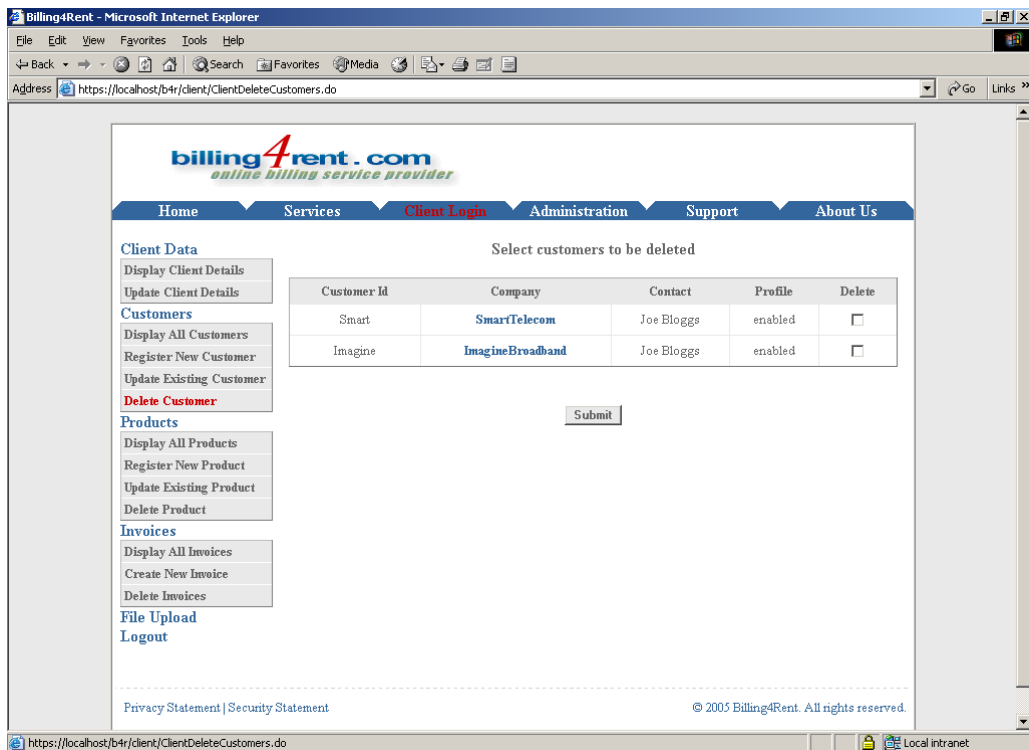 Billing4Rent - Microsoft Internet Explorer
File Edit View Favorites Tools Help
Back Search Favorites Media
Address https://localhost/b4r/client/ClientDeleteCustomers.do Go Links »
billing4rent.com
online billing service provider
Home Services Client Login Administration Support About Us
Client Data
Display Client Details
Update Client Details
Customers
Display All Customers
Register New Customer
Update Existing Customer
Delete Customer
Products
Display All Products
Register New Product
Update Existing Product
Delete Product
Invoices
Display All Invoices
Create New Invoice
Delete Invoices
File Upload
Logout
Select customers to be deleted
Customer Id Company Contact Profile Delete
Smart SmartTelecom Joe Bloggs enabled
Imagine ImagineBroadband Joe Bloggs enabled
Submit
Privacy Statement | Security Statement © 2005 Billing4Rent. All rights reserved.
https://localhost/b4r/client/ClientDeleteCustomers.do Local intranet